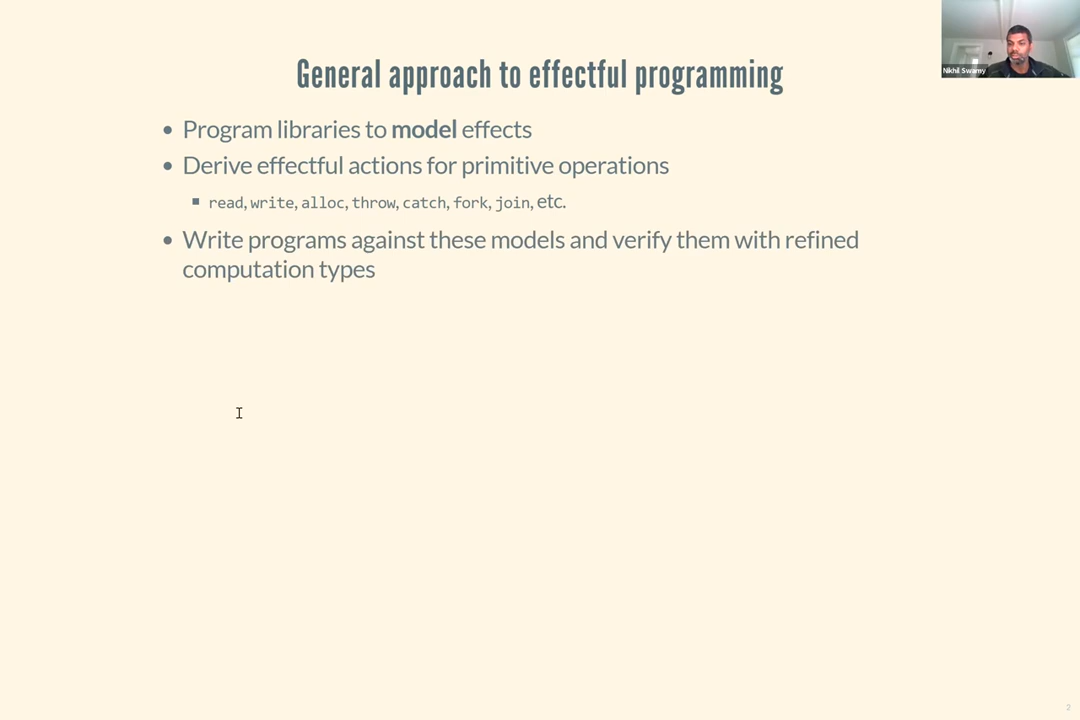 Nikhil Swamy
General approach to effectful programming
• Program libraries to model effects
• Derive effectful actions for primitive operations
▪ read, write, alloc, throw, catch, fork, join, etc.
• Write programs against these models and verify them with refined
computation types
2